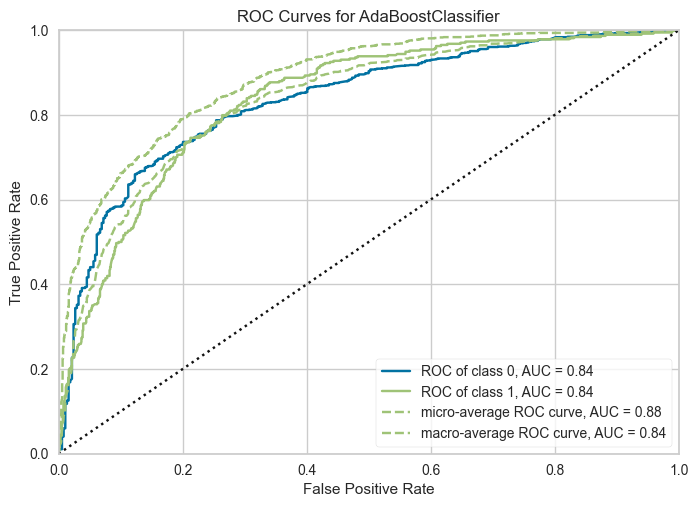 ROC Curves for AdaBoostClassifier
1.0
0.8
0.6
0.4
0.2
0.0
True Positive Rate
ROC of class 0, AUC = 0.84
ROC of class 1, AUC = 0.84
micro-average ROC curve, AUC = 0.88
macro-average ROC curve, AUC = 0.84
0.0 0.2 0.4 0.6 0.8 1.0
False Positive Rate